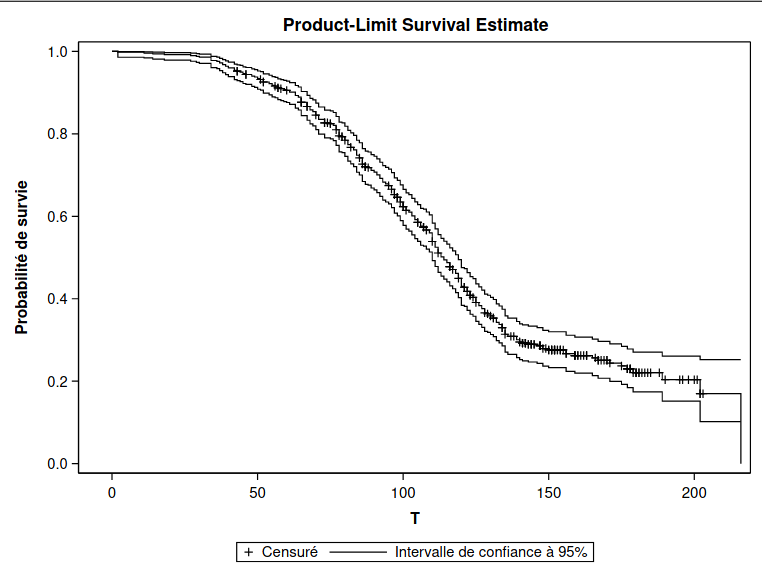 Product-Limit Survival Estimate
1.0
0.8
0.6
0.4
0.2
0.0
Probabilité de survie
0 50 100 150 200
T
+ Censuré Intervalle de confiance à 95%